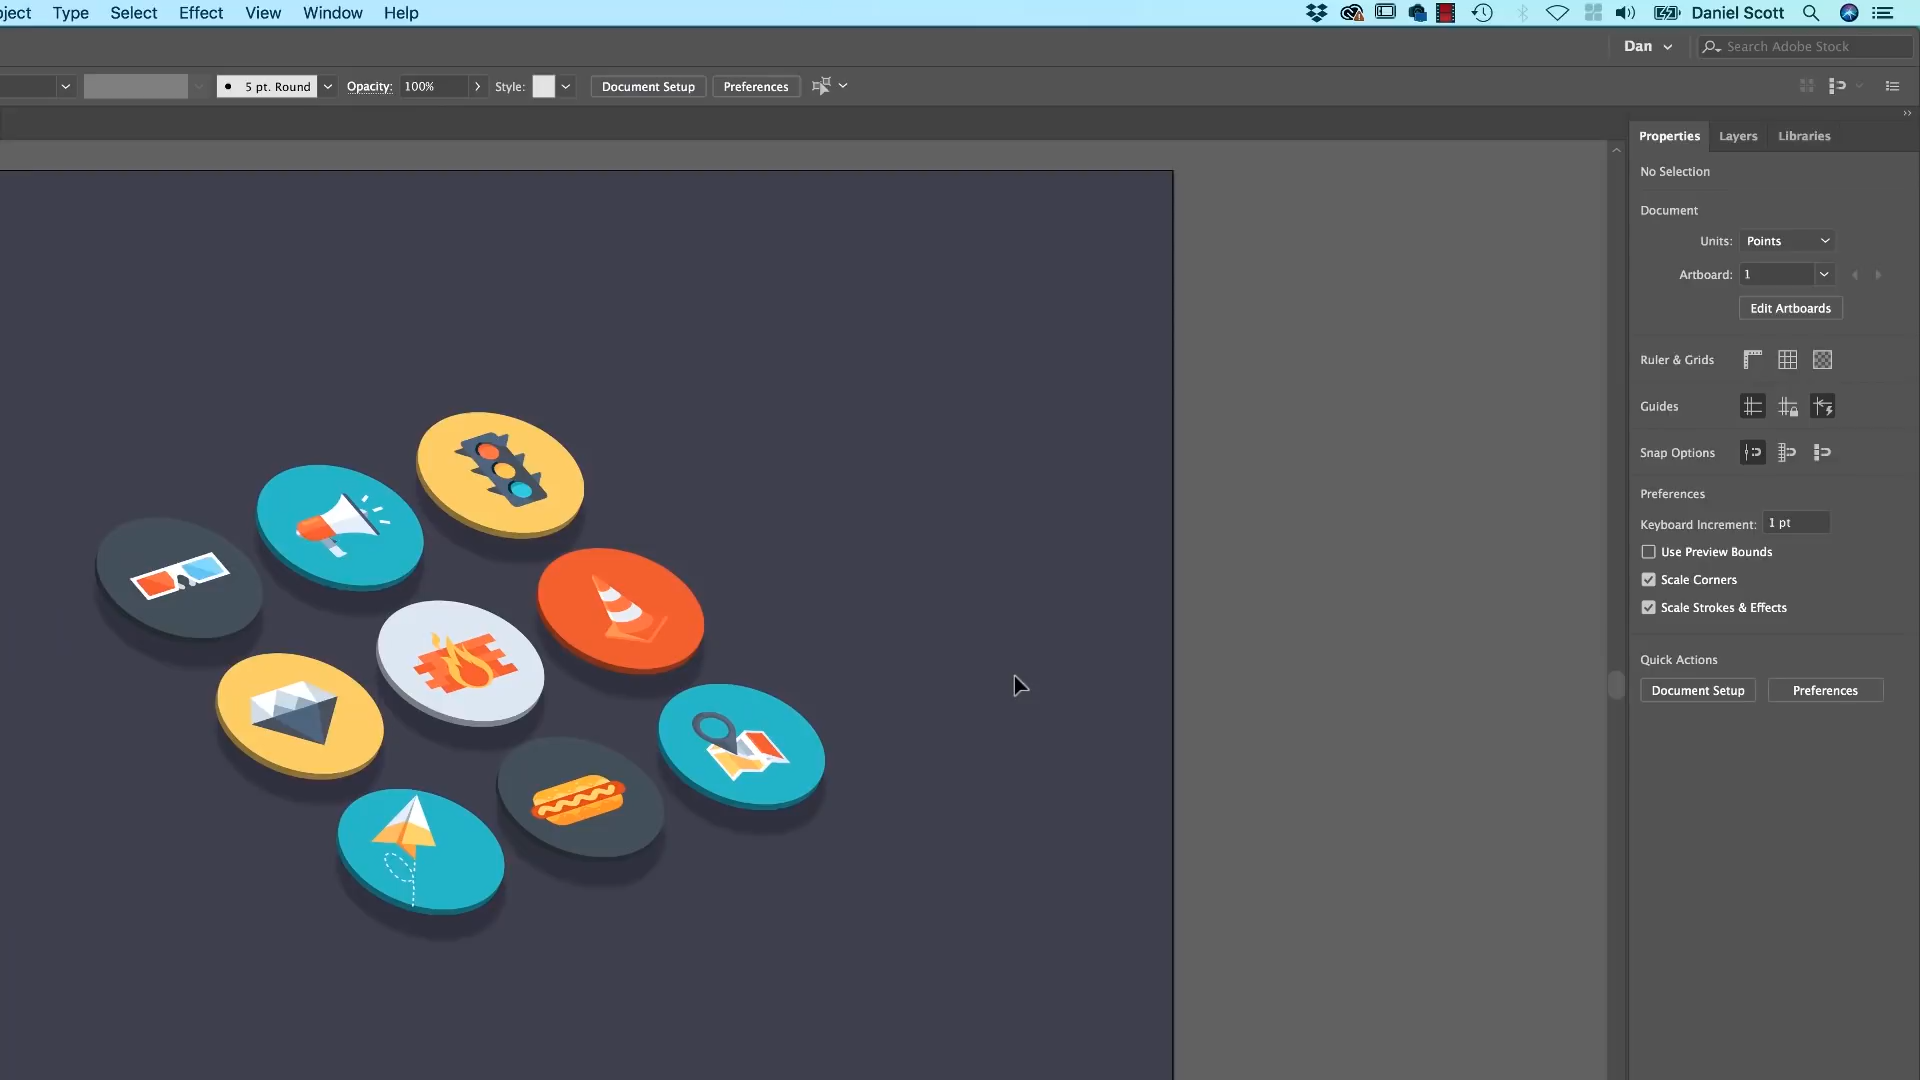 ject Type Select Effect View Window Help Daniel Scott
Dan Search Adobe Stock
5 pt. Round Opacity: 100% Style: Document Setup Preferences
Properties Layers Libraries
No Selection
Document
Units: Points
Artboard: 1
Edit Artboards
Ruler & Grids
Guides
Snap Options
Preferences
Keyboard Increment: 1 pt
Use Preview Bounds
Scale Corners
Scale Strokes & Effects
Quick Actions
Document Setup Preferences